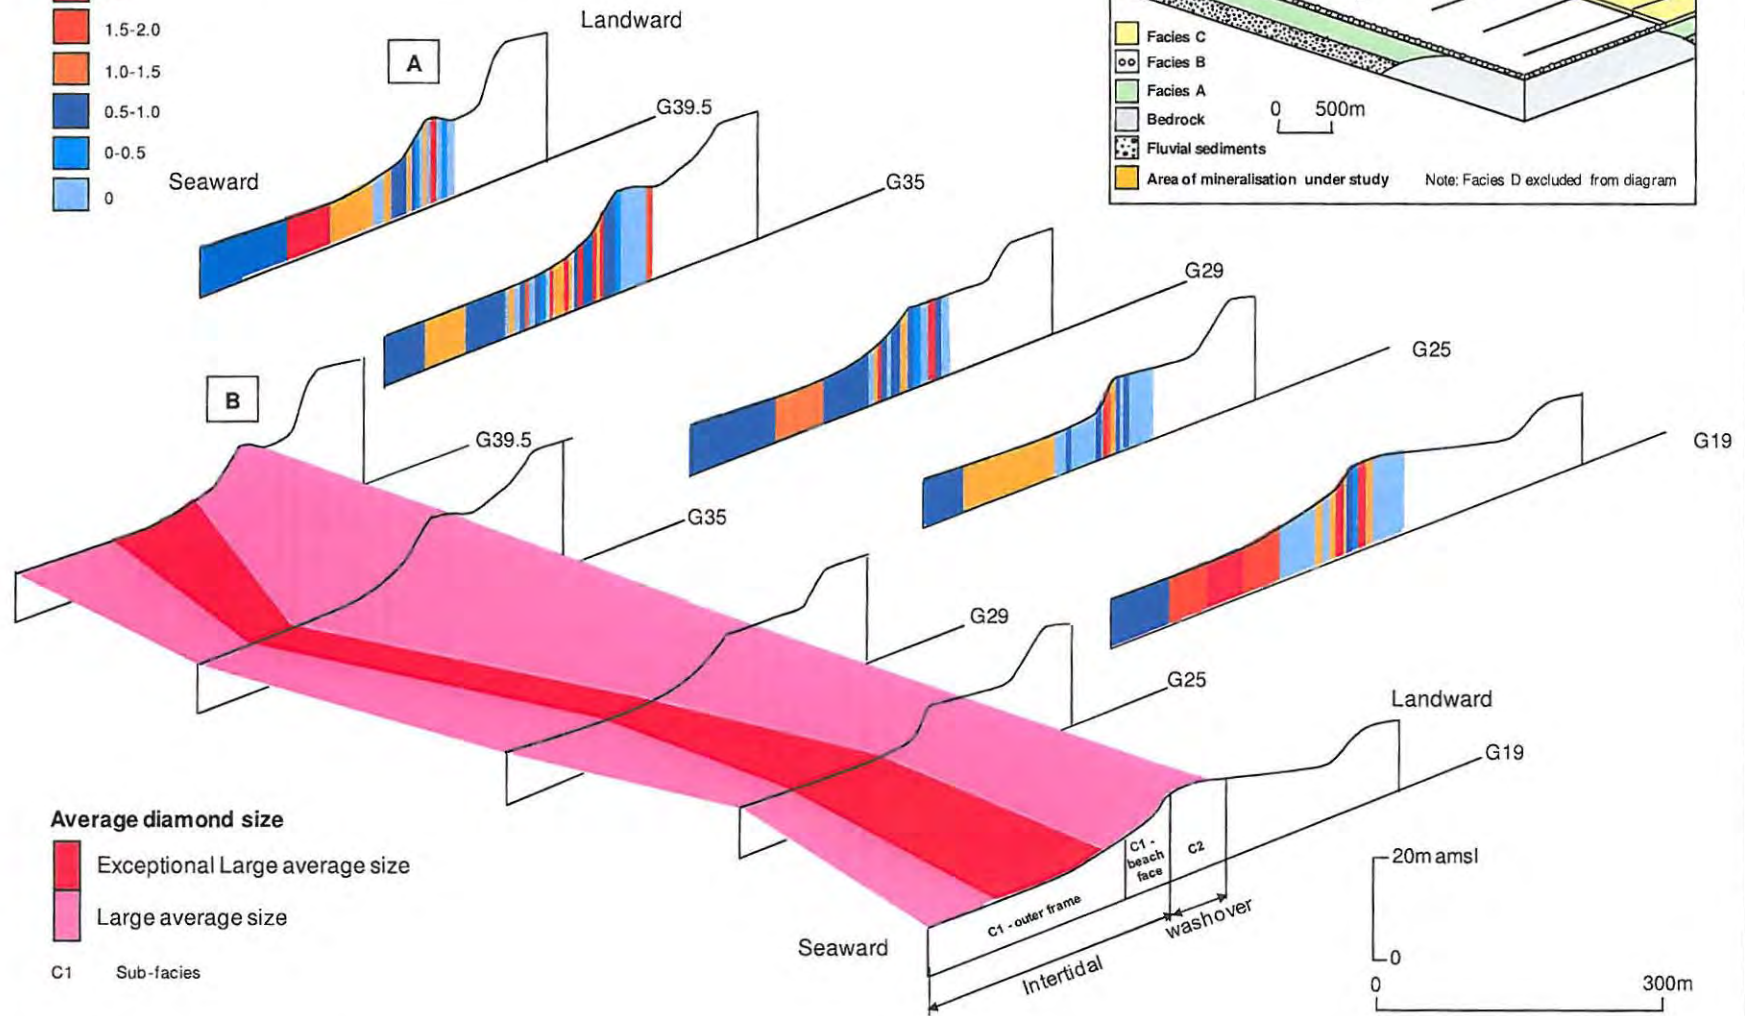 1.5-2.0
1.0-1.5
0.5-1.0
0-0.5
0
Landward
A
Seaward
G39.5
G35
G29
G25
G19
Facies C
Facies B
Facies A
Bedrock
Fluvial sediments
Area of mineralisation under study
0 500m
Note: Facies D excluded from diagram
B
G39.5
G35
G29
G25
Landward
G19
C1 -
beach
face
C2
C1 - outer frame
washover
Intertidal
Seaward
Average diamond size
Exceptional Large average size
Large average size
C1 Sub-facies
20m amsl
0
0 300m